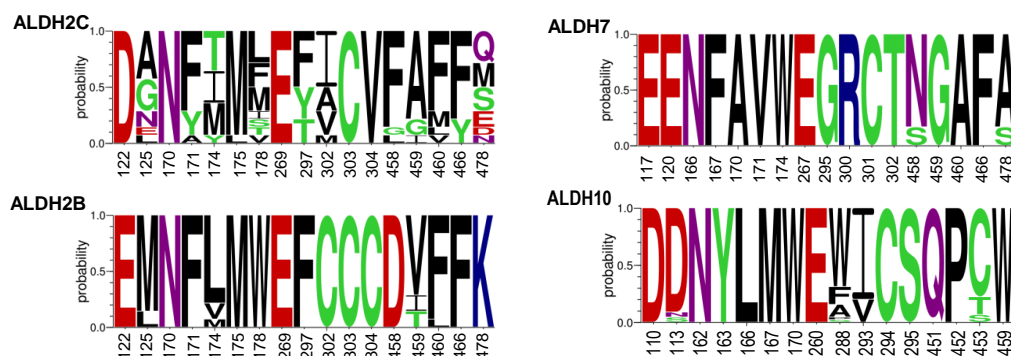 ALDH2C
probability
1.0
0.5
0.0
DANFTMLEFICVFAFFQ
GYIFYAMYM
NMMTVS
E
122 125 170 171 174 175 178 269 297 302 303 304 458 459 460 466 478
ALDH7
probability
1.0
0.5
0.0
EENFAVWEGRCTNGAFA
S S
117 120 166 167 170 171 174 267 295 300 301 302 458 459 460 466 478
ALDH2B
probability
1.0
0.5
0.0
EMNFLMWEFCCCDVFFK
L V I
M T L
122 125 170 171 174 175 178 269 297 302 303 304 458 459 460 466 478
ALDH10
probability
1.0
0.5
0.0
DDNYLMWEWICSQPCW
N F V T
S A S
110 113 162 163 166 167 170 260 288 293 294 295 451 452 453 459